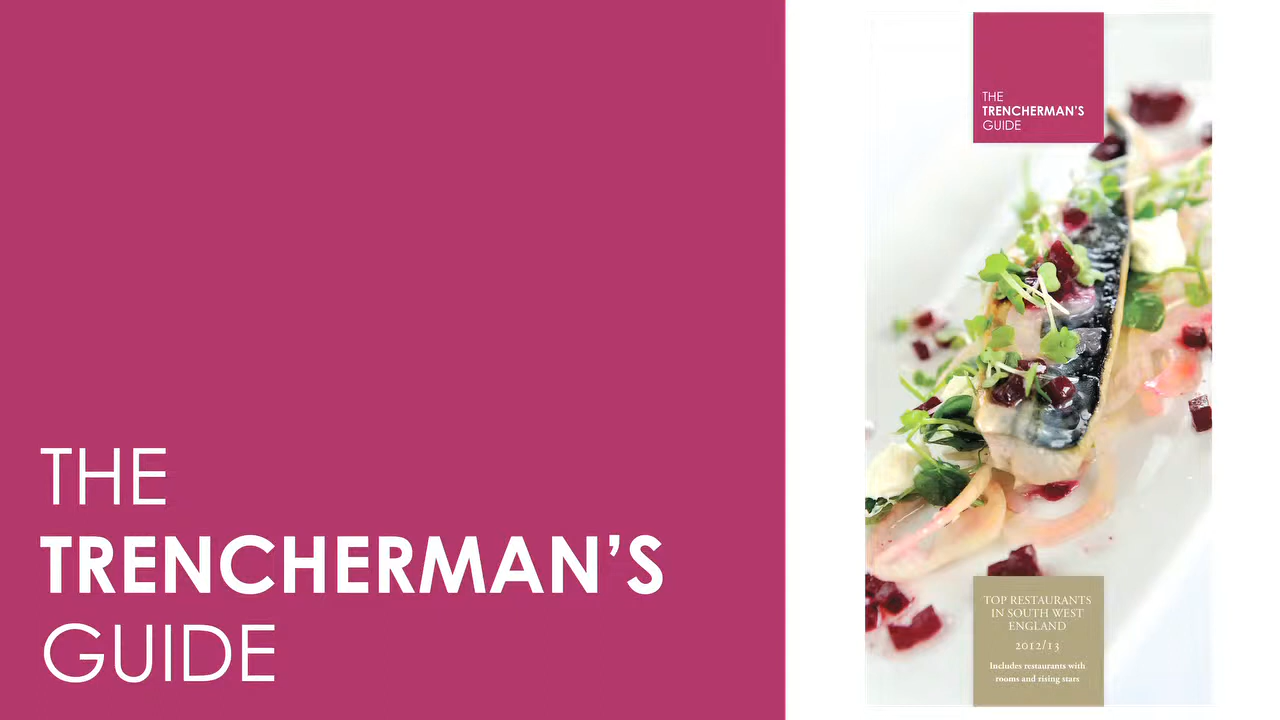 THE
TRENCHERMAN’S
GUIDE
THE
TRENCHERMAN’S
GUIDE
TOP RESTAURANTS
IN SOUTH WEST
ENGLAND
2012/13
Includes restaurants with
rooms and rising stars